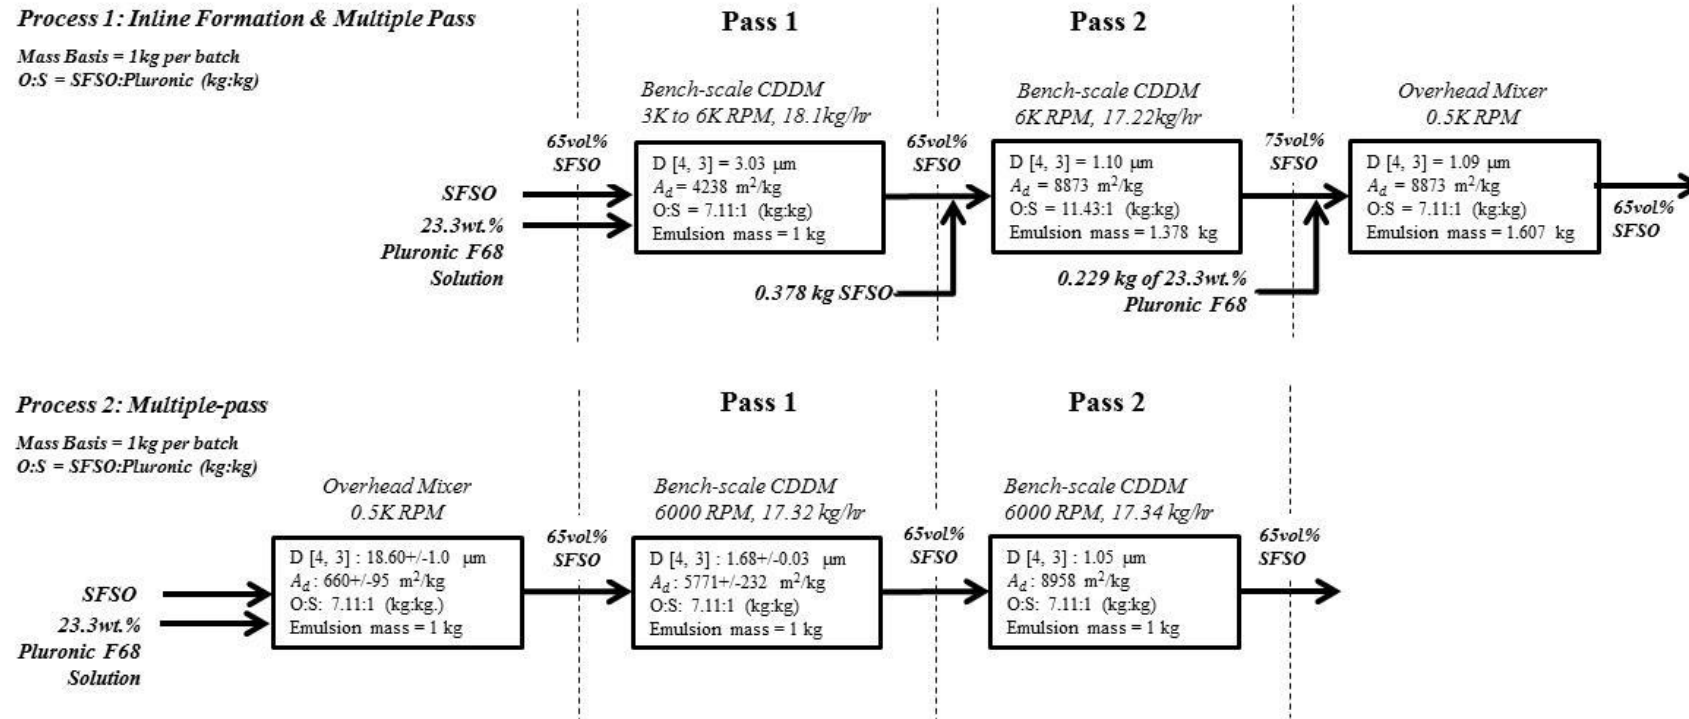 Process 1: Inline Formation & Multiple Pass
Mass Basis = 1kg per batch
O:S = SFSO:Pluronic (kg:kg)
Pass 1
Pass 2
Bench-scale CDDM
3K to 6K RPM, 18.1kg/hr
Bench-scale CDDM
6K RPM, 17.22kg/hr
Overhead Mixer
0.5K RPM
65vol%
SFSO
65vol%
SFSO
75vol%
SFSO
SFSO
23.3wt.%
Pluronic F68
Solution
D [4, 3] = 3.03 µm
A_d = 4238 m²/kg
O:S = 7.11:1 (kg:kg)
Emulsion mass = 1 kg
0.378 kg SFSO
D [4, 3] = 1.10 µm
A_d = 8873 m²/kg
O:S = 11.43:1 (kg:kg)
Emulsion mass = 1.378 kg
0.229 kg of 23.3wt.%
Pluronic F68
D [4, 3] = 1.09 µm
A_d = 8873 m²/kg
O:S = 7.11:1 (kg:kg)
Emulsion mass = 1.607 kg
65vol%
SFSO
Process 2: Multiple-pass
Mass Basis = 1kg per batch
O:S = SFSO:Pluronic (kg:kg)
Pass 1
Pass 2
Overhead Mixer
0.5K RPM
Bench-scale CDDM
6000 RPM, 17.32 kg/hr
Bench-scale CDDM
6000 RPM, 17.34 kg/hr
65vol%
SFSO
65vol%
SFSO
65vol%
SFSO
SFSO
23.3wt.%
Pluronic F68
Solution
D [4, 3] : 18.60+/-1.0 µm
A_d : 660+/-95 m²/kg
O:S: 7.11:1 (kg:kg.)
Emulsion mass = 1 kg
D [4, 3] : 1.68+/-0.03 µm
A_d : 5771+/-232 m²/kg
O:S: 7.11:1 (kg:kg)
Emulsion mass = 1 kg
D [4, 3] : 1.05 µm
A_d : 8958 m²/kg
O:S: 7.11:1 (kg:kg)
Emulsion mass = 1 kg